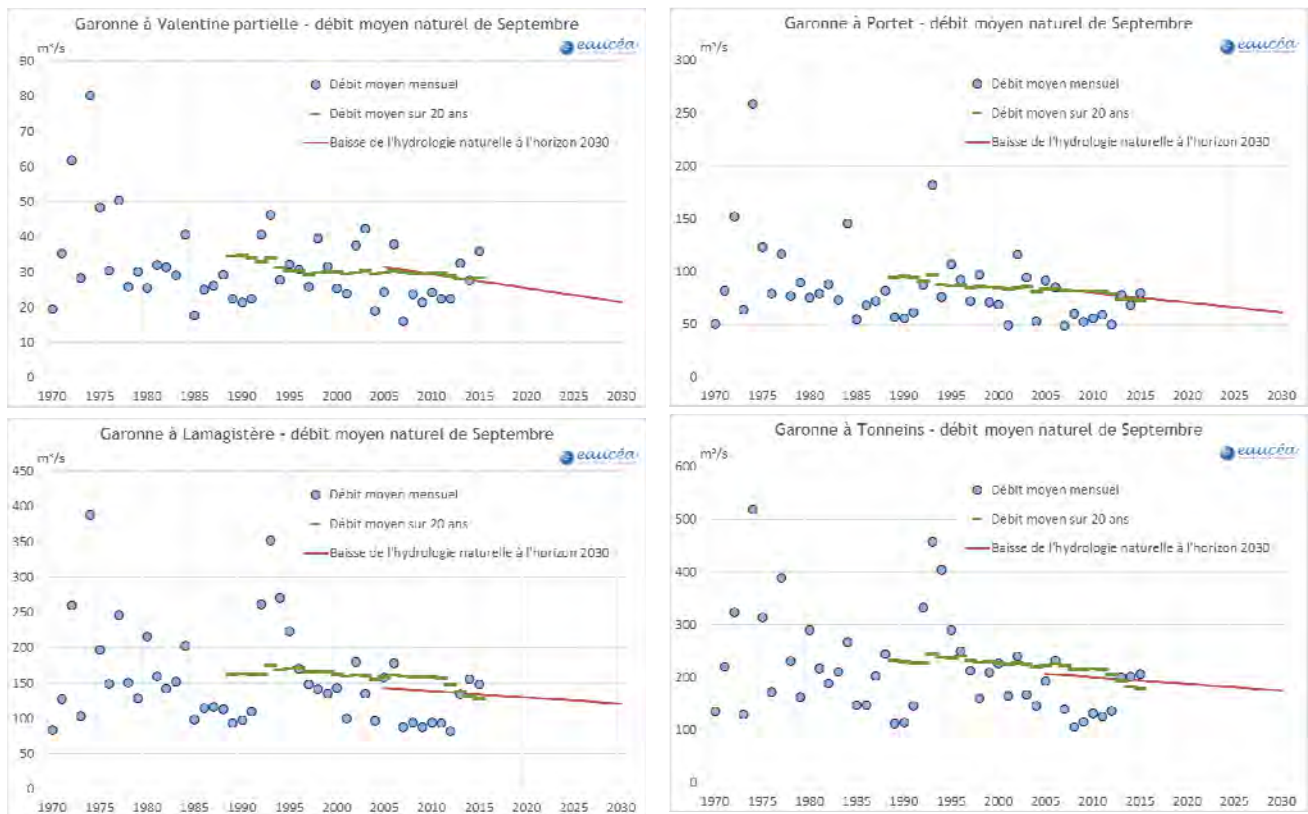 Garonne à Valentine partielle - débit moyen naturel de Septembre
eaucéa
m³/s
Débit moyen mensuel
Débit moyen sur 20 ans
Baisse de l'hydrologie naturelle à l'horizon 2030
80
90
70
60
50
40
30
20
10
0
1970 1975 1980 1985 1990 1995 2000 2005 2010 2015 2020 2025 2030
Garonne à Portet - débit moyen naturel de Septembre
eaucéa
m³/s
Débit moyen mensuel
Débit moyen sur 20 ans
Baisse de l'hydrologie naturelle à l'horizon 2030
300
250
200
150
100
50
0
1970 1975 1980 1985 1990 1995 2000 2005 2010 2015 2020 2025 2030
Garonne à Lamagistère - débit moyen naturel de Septembre
eaucéa
m³/s
Débit moyen mensuel
Débit moyen sur 20 ans
Baisse de l'hydrologie naturelle à l'horizon 2030
450
400
350
300
250
200
150
100
50
0
1970 1975 1980 1985 1990 1995 2000 2005 2010 2015 2020 2025 2030
Garonne à Tonneins - débit moyen naturel de Septembre
eaucéa
m³/s
Débit moyen mensuel
Débit moyen sur 20 ans
Baisse de l'hydrologie naturelle à l'horizon 2030
600
500
400
300
200
100
0
1970 1975 1980 1985 1990 1995 2000 2005 2010 2015 2020 2025 2030